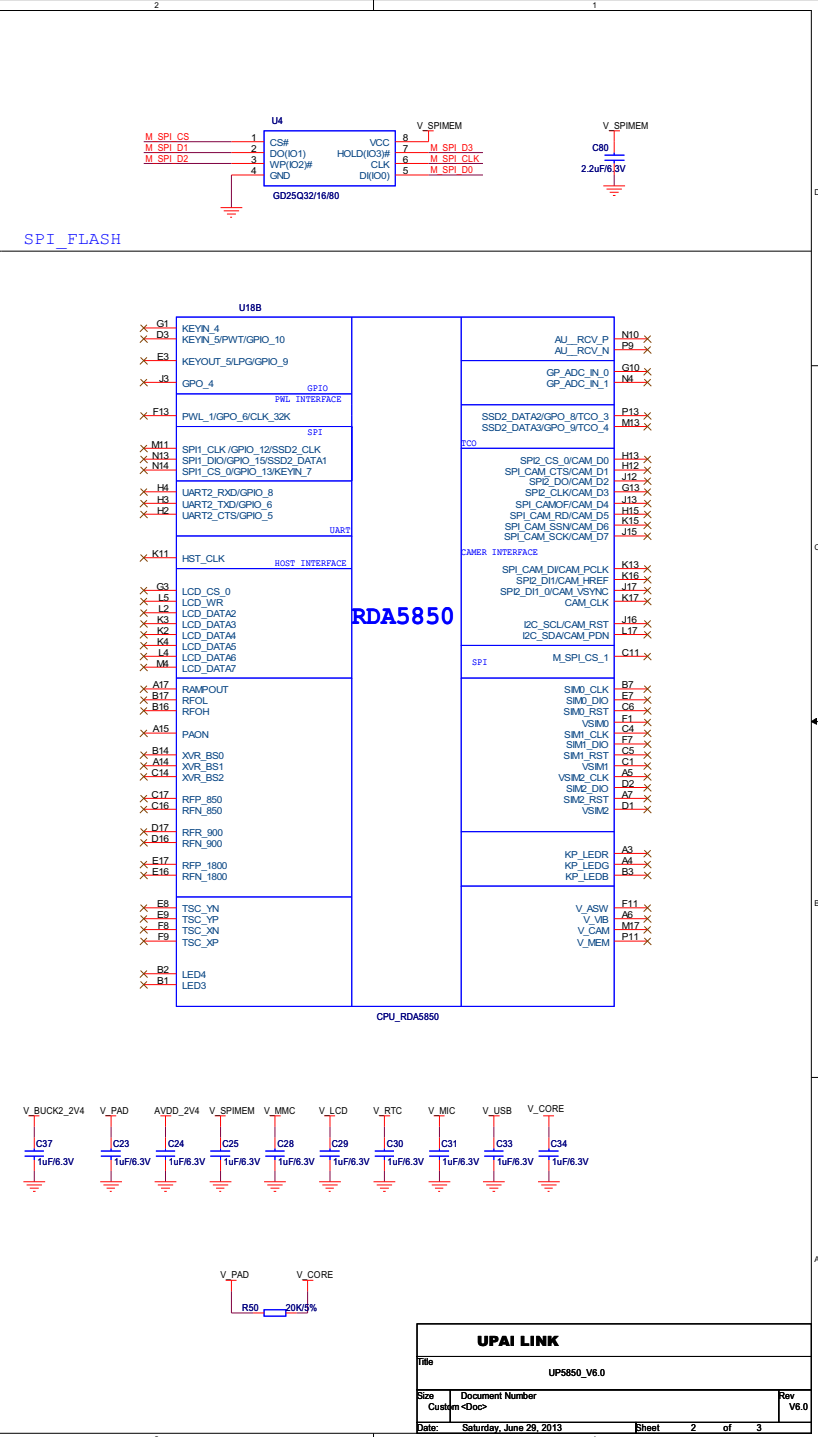 2 1
U4
M_SPI_CS 1 CS# VCC 8 V_SPIMEM
M_SPI_D1 2 DO(IO1) HOLD(IO3)# 7 M_SPI_D3
M_SPI_D2 3 WP(IO2)# CLK 6 M_SPI_CLK
4 GND DI(IO0) 5 M_SPI_D0
GD25Q32/16/80
V_SPIMEM
C80
2.2uF/6.3V
SPI_FLASH
U18B
G1 KEYIN_4
D3 KEYIN_5/PWT/GPIO_10
E3 KEYOUT_5/LPG/GPIO_9
J3 GPO_4
GPIO
PWL INTERFACE
F13 PWL_1/GPO_6/CLK_32K
SPI
M11 SPI1_CLK /GPIO_12/SSD2_CLK
N13 SPI1_DIO/GPIO_15/SSD2_DATA1
N14 SPI1_CS_0/GPIO_13/KEYIN_7
H4 UART2_RXD/GPIO_8
H3 UART2_TXD/GPIO_6
H2 UART2_CTS/GPIO_5
UART
K11 HST_CLK
HOST INTERFACE
G3 LCD_CS_0
L5 LCD_WR
L2 LCD_DATA2
K3 LCD_DATA3
K2 LCD_DATA4
K4 LCD_DATA5
L4 LCD_DATA6
M4 LCD_DATA7
A17 RAMPOUT
B17 RFOL
B16 RFOH
A15 PAON
B14 XVR_BS0
A14 XVR_BS1
C14 XVR_BS2
C17 RFP_850
C16 RFN_850
D17 RFR_900
D16 RFN_900
E17 RFP_1800
E16 RFN_1800
E8 TSC_YN
E9 TSC_YP
F8 TSC_XN
F9 TSC_XP
B2 LED4
B1 LED3
RDA5850
AU__RCV_P N10
AU__RCV_N P9
GP_ADC_IN_0 G10
GP_ADC_IN_1 N4
SSD2_DATA2/GPO_8/TCO_3 P13
SSD2_DATA3/GPO_9/TCO_4 M13
TCO
SPI2_CS_0/CAM_D0 H13
SPI_CAM_CTS/CAM_D1 H12
SPI2_DO/CAM_D2 J12
SPI2_CLK/CAM_D3 G13
SPI_CAMOF/CAM_D4 J13
SPI_CAM_RD/CAM_D5 H15
SPI_CAM_SSN/CAM_D6 K15
SPI_CAM_SCK/CAM_D7 J15
CAMER INTERFACE
SPI_CAM_DI/CAM_PCLK K13
SPI2_DI1/CAM_HREF K16
SPI2_DI1_0/CAM_VSYNC J17
CAM_CLK K17
I2C_SCL/CAM_RST J16
I2C_SDA/CAM_PDN L17
M_SPI_CS_1 C11
SPI
SIM0_CLK B7
SIM0_DIO E7
SIM0_RST C6
VSIM0 F1
SIM1_CLK C4
SIM1_DIO F7
SIM1_RST C5
VSIM1 C1
VSIM2_CLK A5
SIM2_DIO D2
SIM2_RST A7
VSIM2 D1
KP_LEDR A3
KP_LEDG A4
KP_LEDB B3
V_ASW F11
V_VIB A6
V_CAM M17
V_MEM P11
CPU_RDA5850
V_BUCK2_2V4 V_PAD AVDD_2V4 V_SPIMEM V_MMC V_LCD V_RTC V_MIC V_USB V_CORE
C37 C23 C24 C25 C28 C29 C30 C31 C33 C34
1uF/6.3V 1uF/6.3V 1uF/6.3V 1uF/6.3V 1uF/6.3V 1uF/6.3V 1uF/6.3V 1uF/6.3V 1uF/6.3V 1uF/6.3V
V_PAD V_CORE
R50 20K/5%
UPAI LINK
Title
UP5850_V6.0
Size Document Number Rev
Custom <Doc> V6.0
Date: Saturday, June 29, 2013 Sheet 2 of 3